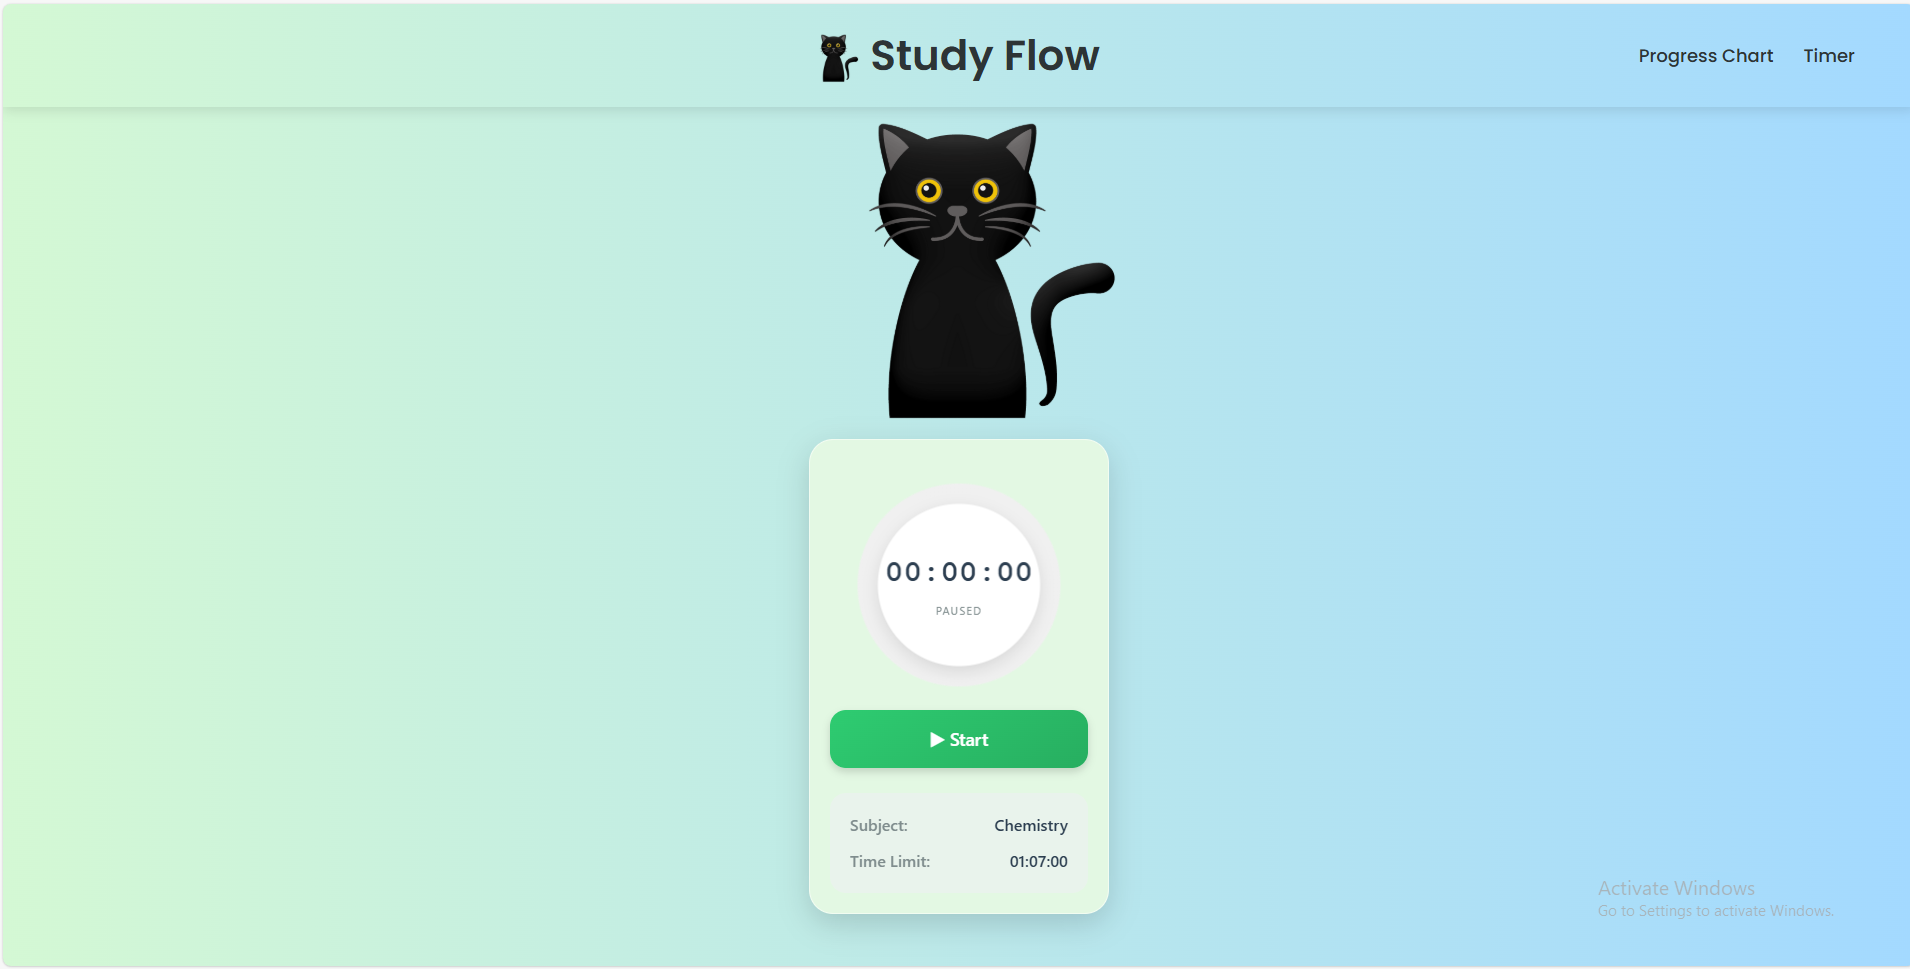 Study Flow
Progress Chart
Timer
00:00:00
PAUSED
▶ Start
Subject: Chemistry
Time Limit: 01:07:00
Activate Windows
Go to Settings to activate Windows.